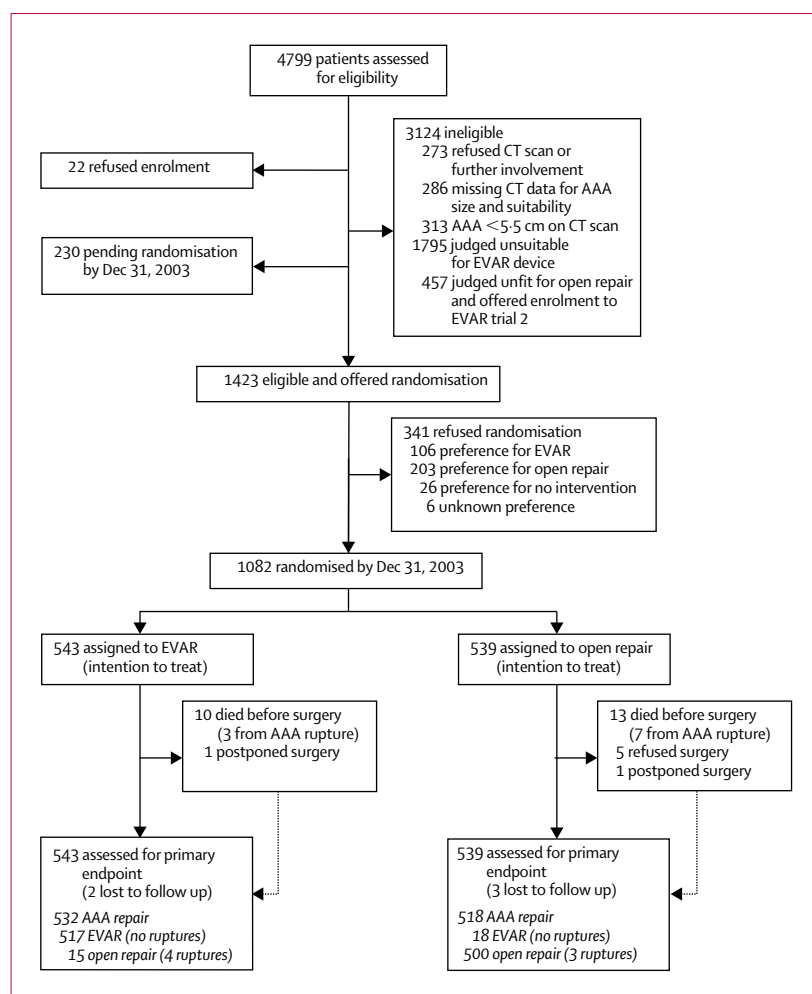 4799 patients assessed
for eligibility
22 refused enrolment
3124 ineligible
273 refused CT scan or
further involvement
286 missing CT data for AAA
size and suitability
313 AAA <5·5 cm on CT scan
1795 judged unsuitable
for EVAR device
457 judged unfit for open repair
and offered enrolment to
EVAR trial 2
230 pending randomisation
by Dec 31, 2003
1423 eligible and offered randomisation
341 refused randomisation
106 preference for EVAR
203 preference for open repair
26 preference for no intervention
6 unknown preference
1082 randomised by Dec 31, 2003
543 assigned to EVAR
(intention to treat)
539 assigned to open repair
(intention to treat)
10 died before surgery
(3 from AAA rupture)
1 postponed surgery
13 died before surgery
(7 from AAA rupture)
5 refused surgery
1 postponed surgery
543 assessed for primary
endpoint
(2 lost to follow up)
532 AAA repair
517 EVAR (no ruptures)
15 open repair (4 ruptures)
539 assessed for primary
endpoint
(3 lost to follow up)
518 AAA repair
18 EVAR (no ruptures)
500 open repair (3 ruptures)